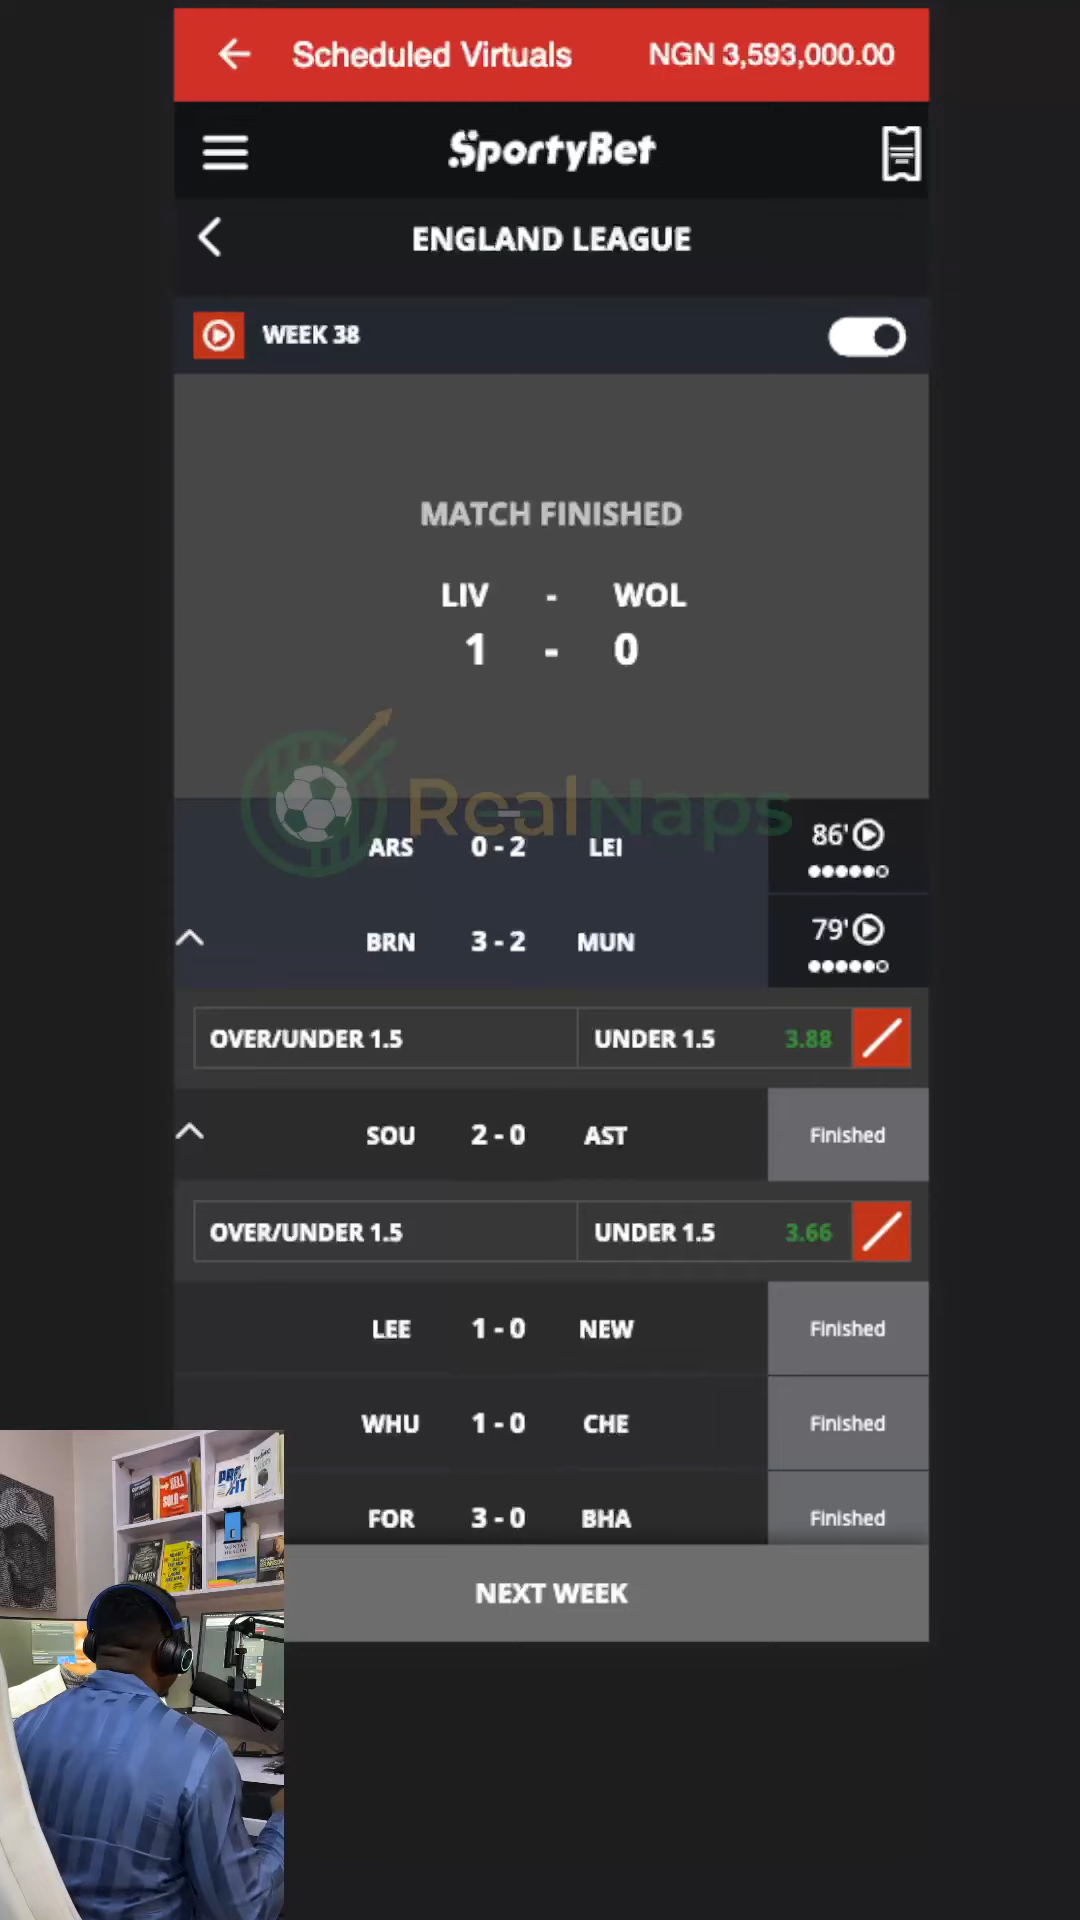 Scheduled Virtuals NGN 3,593,000.00
SportyBet
ENGLAND LEAGUE
WEEK 38
MATCH FINISHED
LIV - WOL
1 - 0
RealNaps
ARS 0 - 2 LEI 86'
BRN 3 - 2 MUN 79'
OVER/UNDER 1.5 UNDER 1.5 3.88
SOU 2 - 0 AST Finished
OVER/UNDER 1.5 UNDER 1.5 3.66
LEE 1 - 0 NEW Finished
WHU 1 - 0 CHE Finished
FOR 3 - 0 BHA Finished
NEXT WEEK
SELL